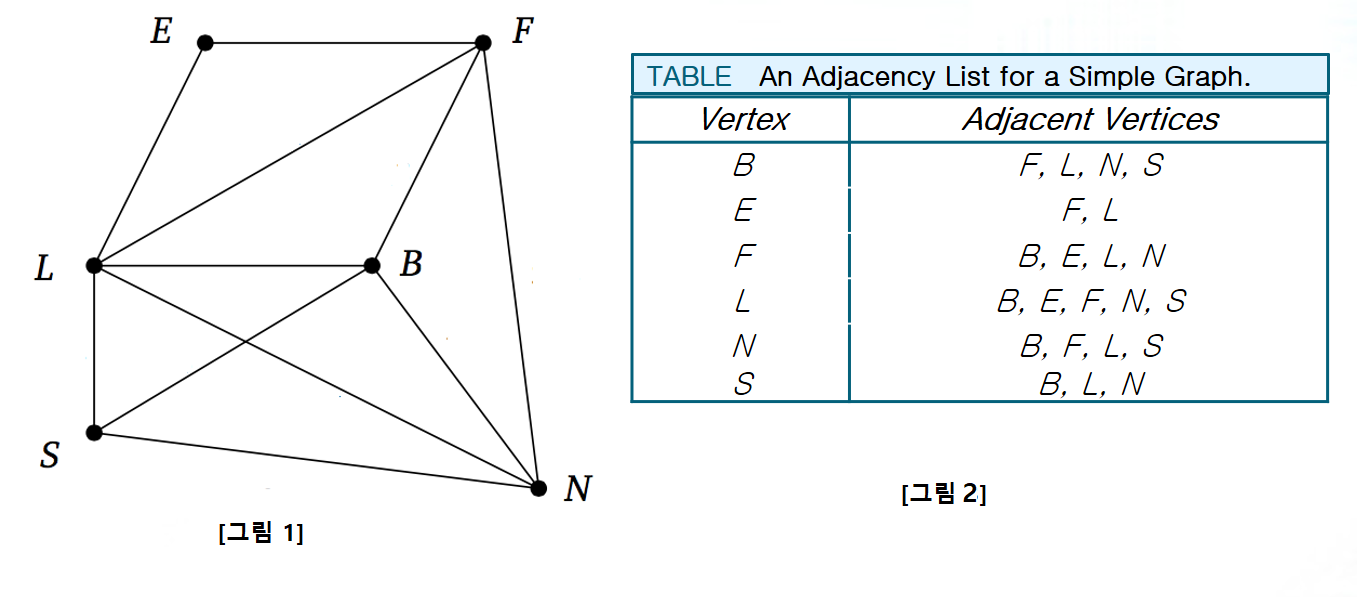 E
F
L
B
S
N
[그림 1]
TABLE An Adjacency List for a Simple Graph.
Vertex Adjacent Vertices
B F, L, N, S
E F, L
F B, E, L, N
L B, E, F, N, S
N B, F, L, S
S B, L, N
[그림 2]